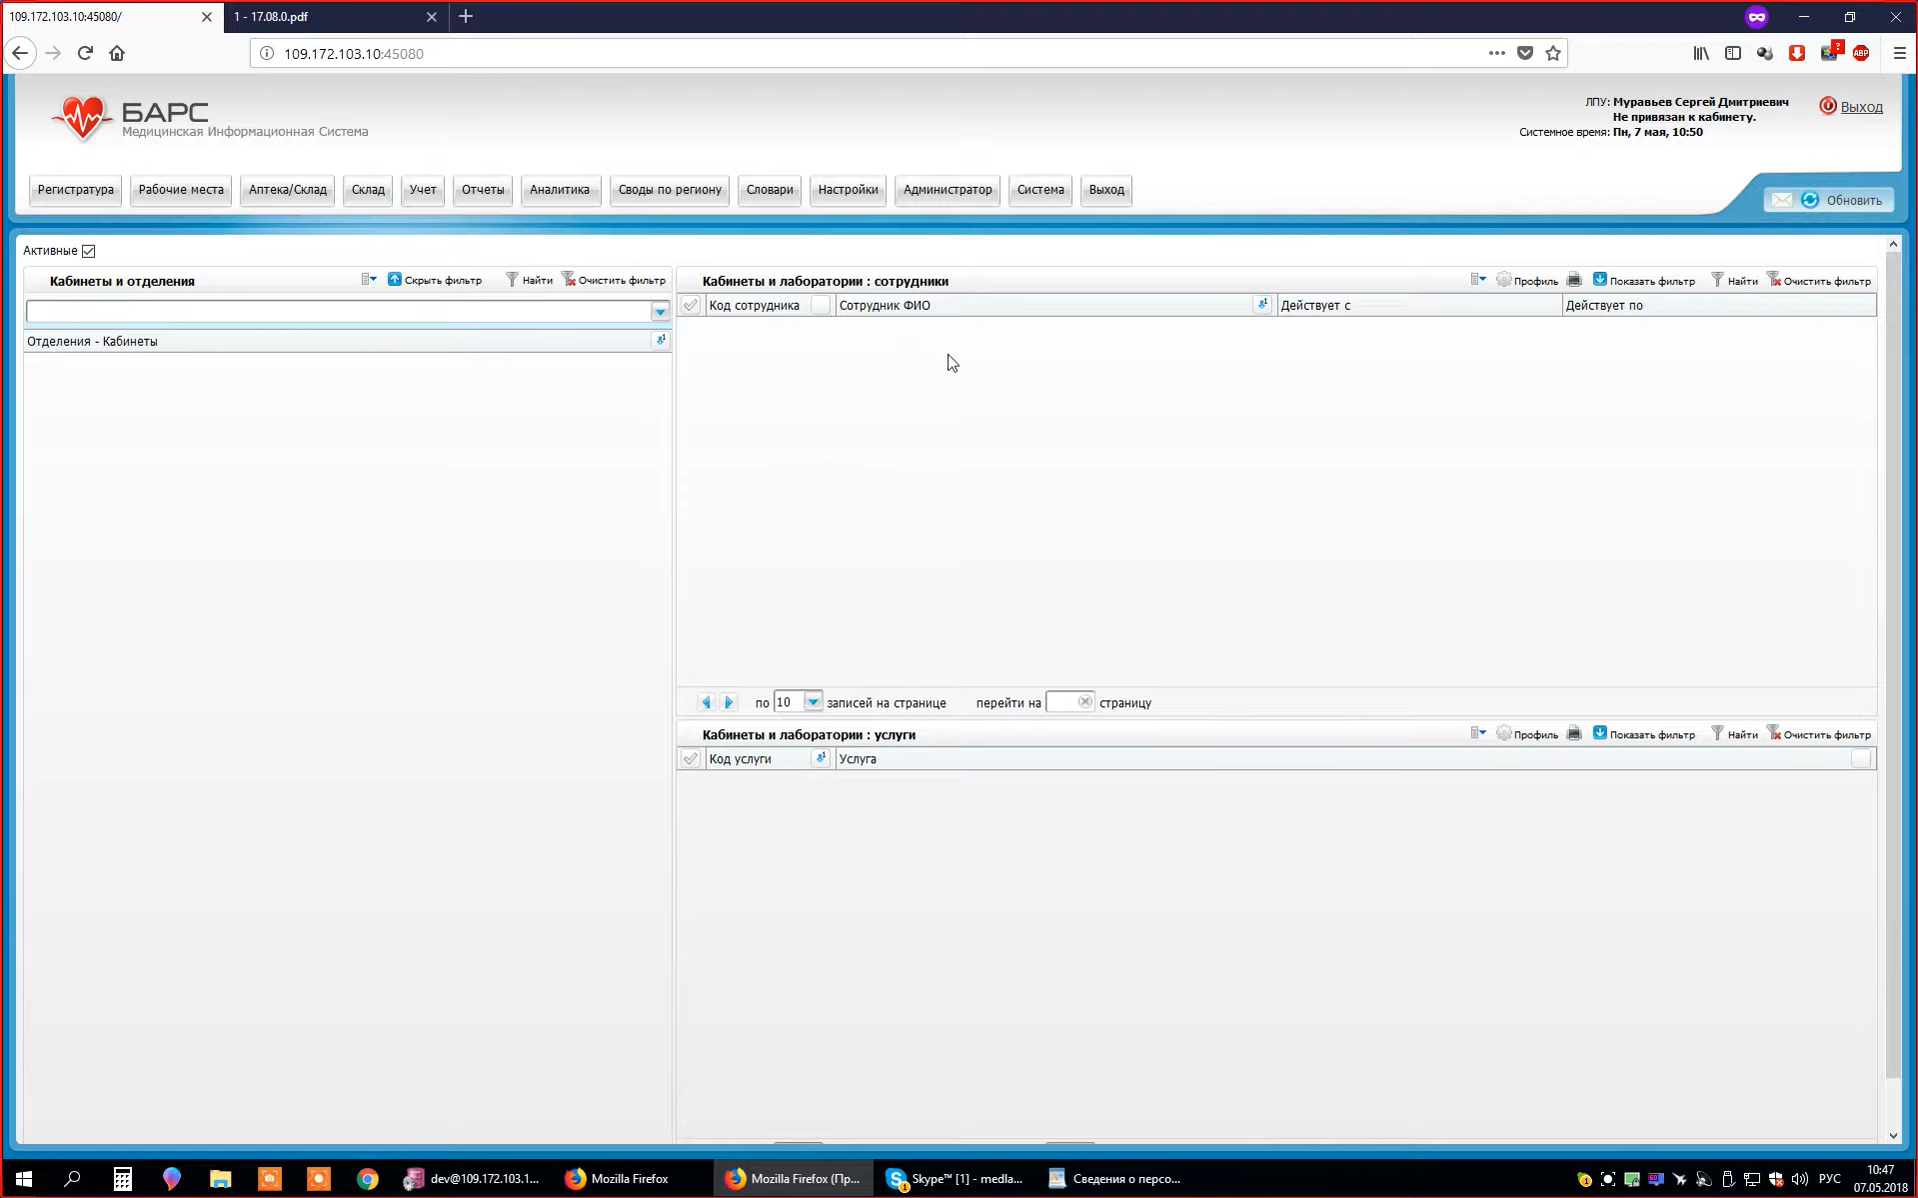 109.172.103.10:45080/
1 - 17.08.0.pdf
109.172.103.10:45080
?
ABP
БАРС
Медицинская Информационная Система
ЛПУ: Муравьев Сергей Дмитриевич
Не привязан к кабинету.
Системное время: Пн, 7 мая, 10:50
Выход
Регистратура
Рабочие места
Аптека/Склад
Склад
Учет
Отчеты
Аналитика
Своды по региону
Словари
Настройки
Администратор
Система
Выход
Обновить
Активные
Кабинеты и отделения
Скрыть фильтр
Найти
Очистить фильтр
Отделения - Кабинеты
Кабинеты и лаборатории : сотрудники
Профиль
Показать фильтр
Найти
Очистить фильтр
Код сотрудника
Сотрудник ФИО
Действует с
Действует по
по 10 записей на странице
перейти на страницу
Кабинеты и лаборатории : услуги
Профиль
Показать фильтр
Найти
Очистить фильтр
Код услуги
Услуга
dev@109.172.103.1...
Mozilla Firefox
Mozilla Firefox (Пр...
Skype™ [1] - medla...
Сведения о персо...
РУС
10:47
07.05.2018